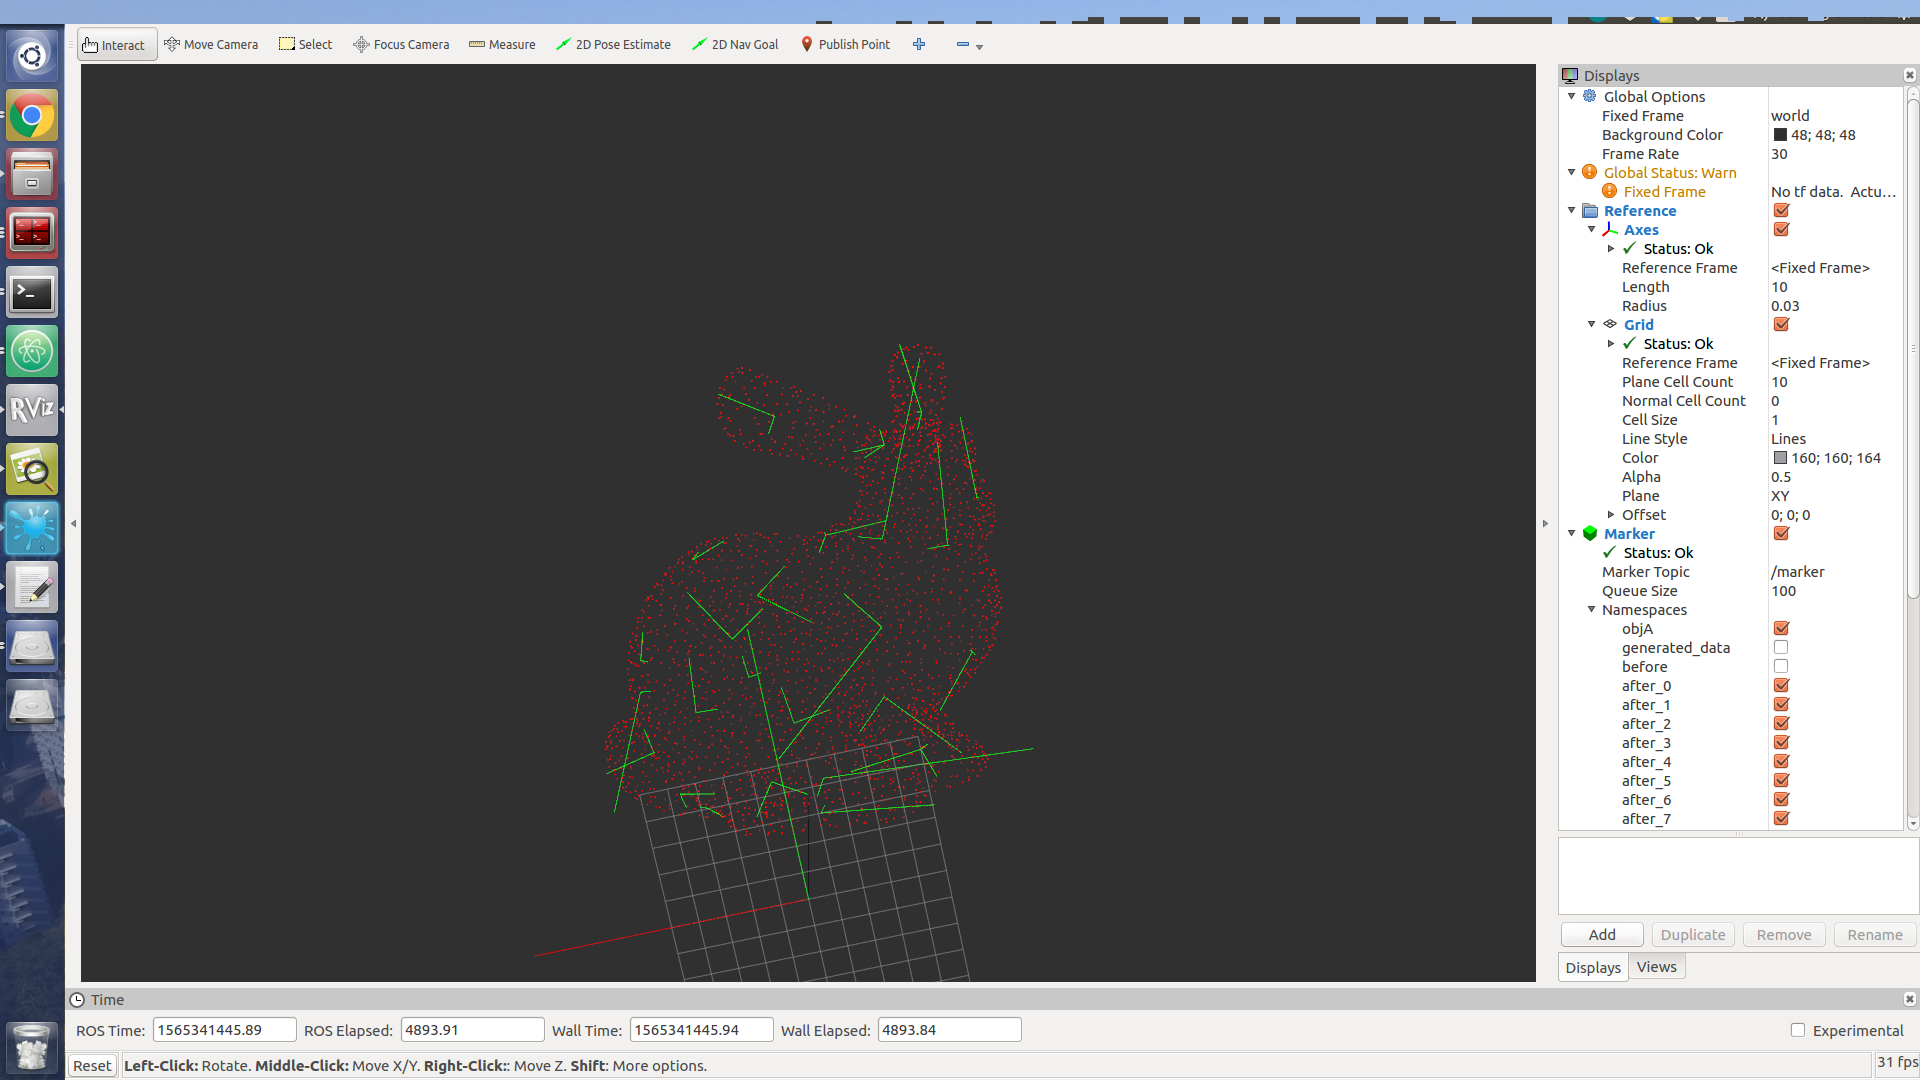 Interact Move Camera Select Focus Camera Measure 2D Pose Estimate 2D Nav Goal Publish Point
Displays
Global Options
Fixed Frame world
Background Color 48; 48; 48
Frame Rate 30
Global Status: Warn
Fixed Frame No tf data. Actu...
Reference
Axes
Status: Ok
Reference Frame <Fixed Frame>
Length 10
Radius 0.03
Grid
Status: Ok
Reference Frame <Fixed Frame>
Plane Cell Count 10
Normal Cell Count 0
Cell Size 1
Line Style Lines
Color 160; 160; 164
Alpha 0.5
Plane XY
Offset 0; 0; 0
Marker
Status: Ok
Marker Topic /marker
Queue Size 100
Namespaces
objA
generated_data
before
after_0
after_1
after_2
after_3
after_4
after_5
after_6
after_7
Add Duplicate Remove Rename
Displays Views
RViz
Time
ROS Time: 1565341445.89 ROS Elapsed: 4893.91 Wall Time: 1565341445.94 Wall Elapsed: 4893.84 Experimental
Reset Left-Click: Rotate. Middle-Click: Move X/Y. Right-Click:: Move Z. Shift: More options. 31 fps